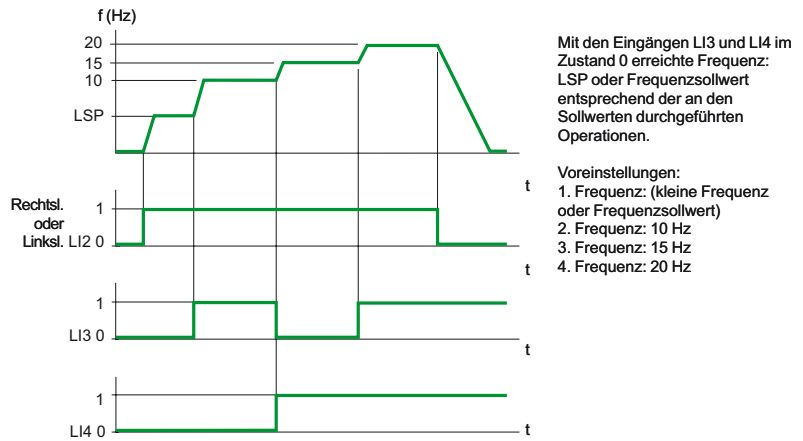 f (Hz)
20
15
10
LSP
t
Rechtsl.
oder
Linksl.
1
LI2 0
t
1
LI3 0
t
1
LI4 0
t
Mit den Eingängen LI3 und LI4 im
Zustand 0 erreichte Frequenz:
LSP oder Frequenzsollwert
entsprechend der an den
Sollwerten durchgeführten
Operationen.
Voreinstellungen:
1. Frequenz: (kleine Frequenz
oder Frequenzsollwert)
2. Frequenz: 10 Hz
3. Frequenz: 15 Hz
4. Frequenz: 20 Hz